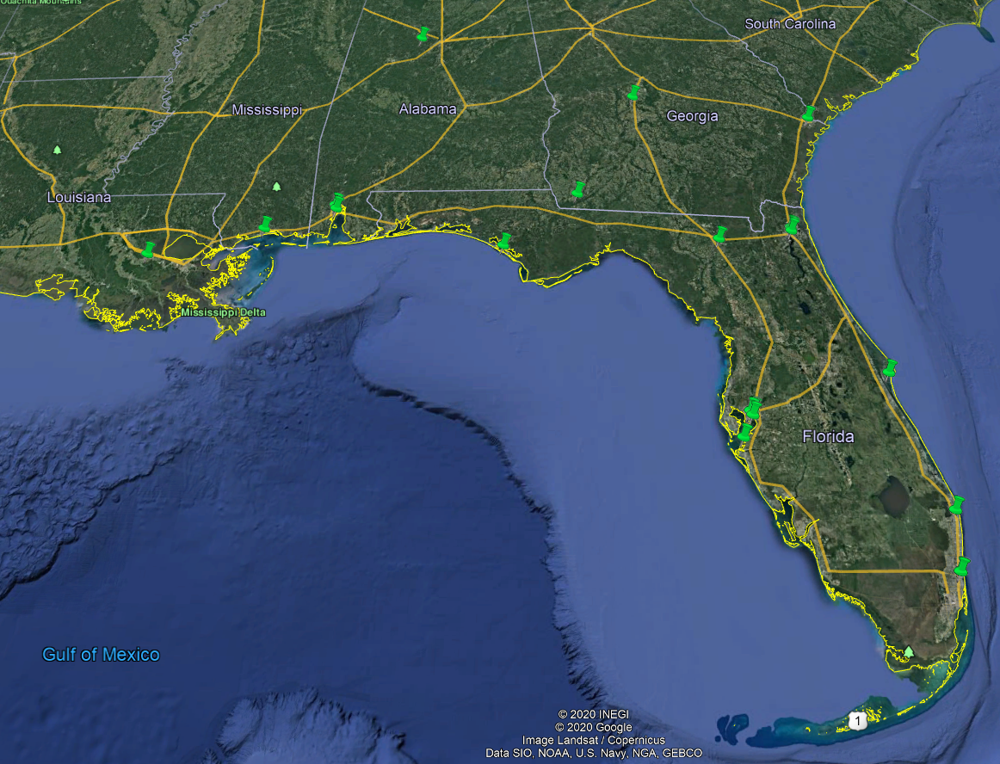 Ouachita Mountains
South Carolina
Mississippi
Alabama
Georgia
Louisiana
Mississippi Delta
Florida
Gulf of Mexico
1
© 2020 INEGI
© 2020 Google
Image Landsat / Copernicus
Data SIO, NOAA, U.S. Navy, NGA, GEBCO